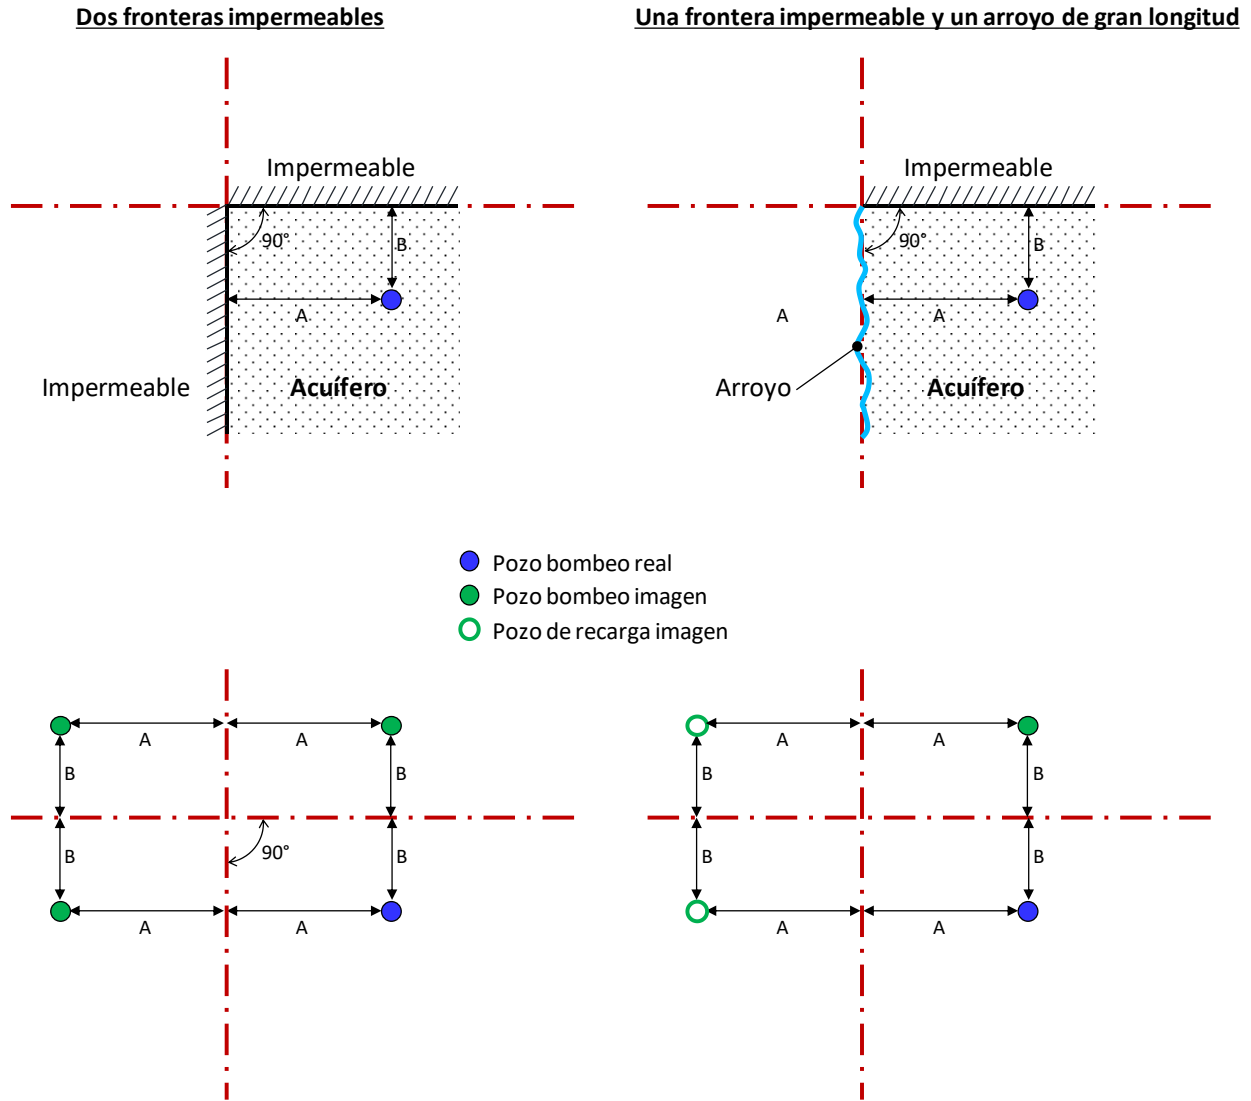 Dos fronteras impermeables
Una frontera impermeable y un arroyo de gran longitud
Impermeable
Impermeable
90°
B
90°
B
A
A
A
Impermeable
Acuífero
Arroyo
Acuífero
Pozo bombeo real
Pozo bombeo imagen
Pozo de recarga imagen
A
A
A
A
B
B
B
B
90°
B
B
B
B
A
A
A
A